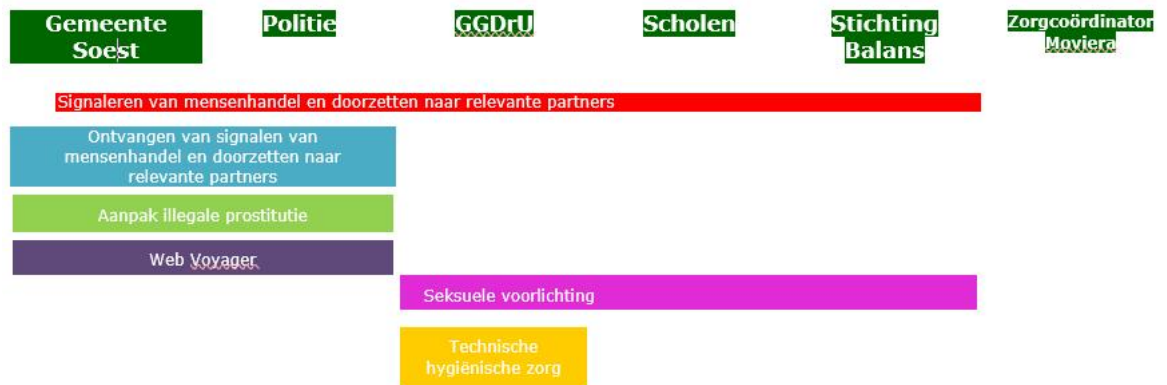 Gemeente
Soest
Politie
GGDrU
Scholen
Stichting
Balans
Zorgcoördinator
Moviera
Signaleren van mensenhandel en doorzetten naar relevante partners
Ontvangen van signalen van
mensenhandel en doorzetten naar
relevante partners
Aanpak illegale prostitutie
Web Voyager
Seksuele voorlichting
Technische
hygiënische zorg